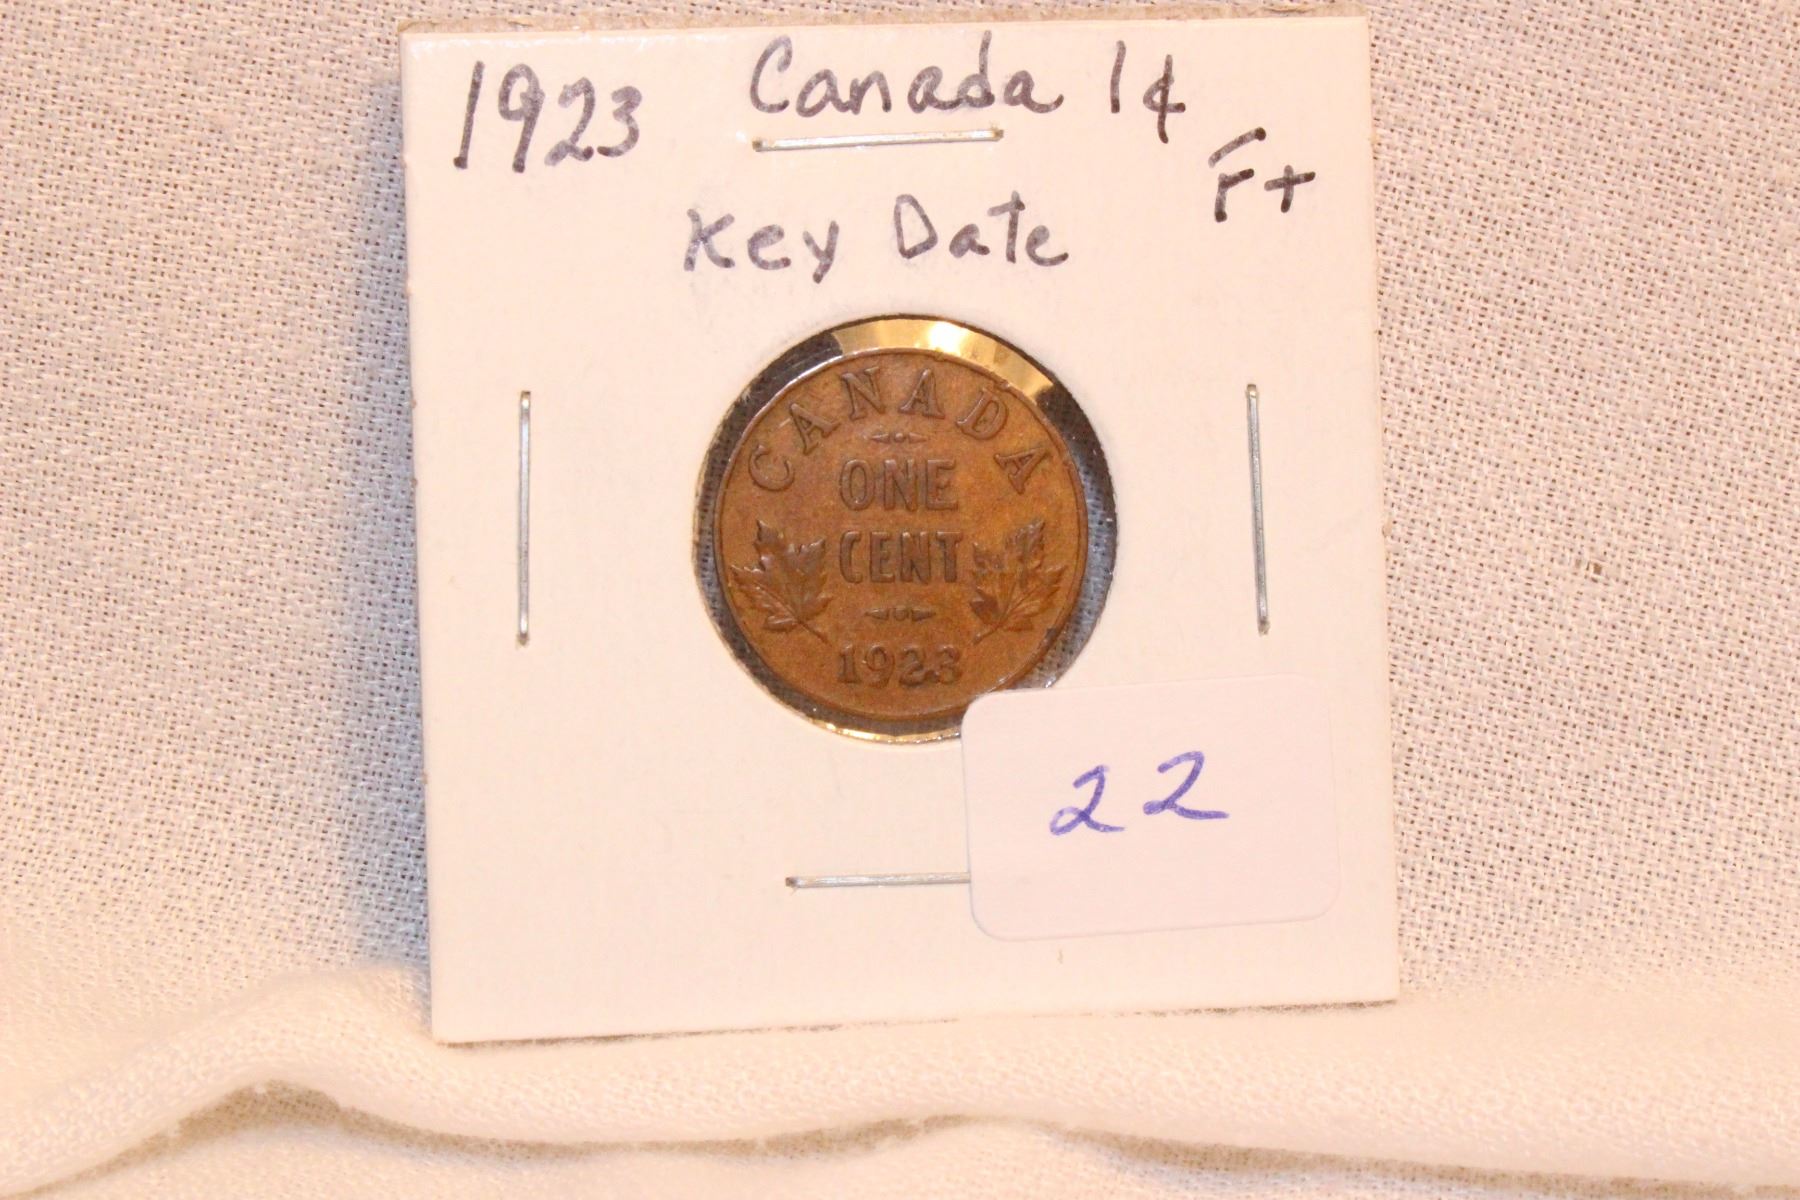 1923 Canada 1¢
F+
Key Date
CANADA
ONE
CENT
1923
22